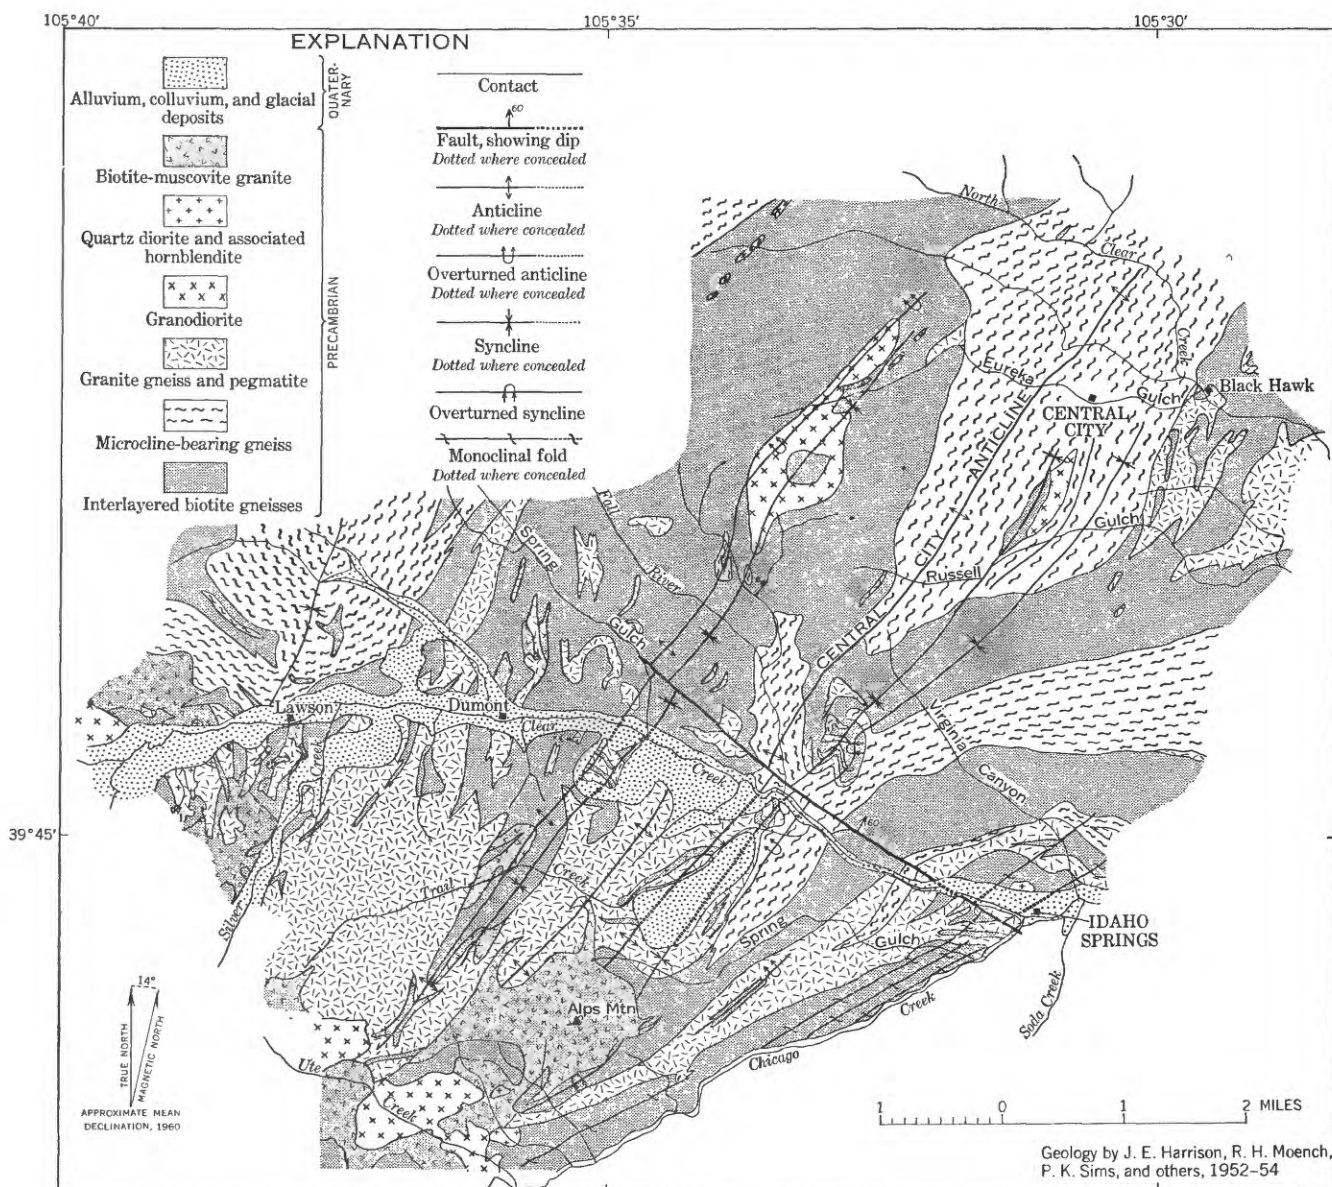 105°40′
105°35′
105°30′
EXPLANATION
Alluvium, colluvium, and glacial
deposits
QUATER-
NARY
Biotite-muscovite granite
Quartz diorite and associated
hornblendite
Granodiorite
Granite gneiss and pegmatite
Microcline-bearing gneiss
Interlayered biotite gneisses
PRECAMBRIAN
Contact
60
Fault, showing dip
Dotted where concealed
Anticline
Dotted where concealed
Overturned anticline
Dotted where concealed
Syncline
Dotted where concealed
Overturned syncline
Monoclinal fold
Dotted where concealed
North
Clear
Creek
Eureka
Gulch
Black Hawk
CENTRAL
CITY
CENTRAL CITY ANTICLINE
Russell
Gulch
Fall
River
Spring
Gulch
Lawson
Dumont
Clear
Creek
Creek
Silver
Virginia
Canyon
39°45′
60
Trail
Creek
Spring
Gulch
IDAHO
SPRINGS
Alps Mtn
Creek
Chicago
Soda Creek
Ute
Creek
14°
TRUE NORTH
MAGNETIC NORTH
APPROXIMATE MEAN
DECLINATION, 1960
1 0 1 2 MILES
Geology by J. E. Harrison, R. H. Moench,
P. K. Sims, and others, 1952–54